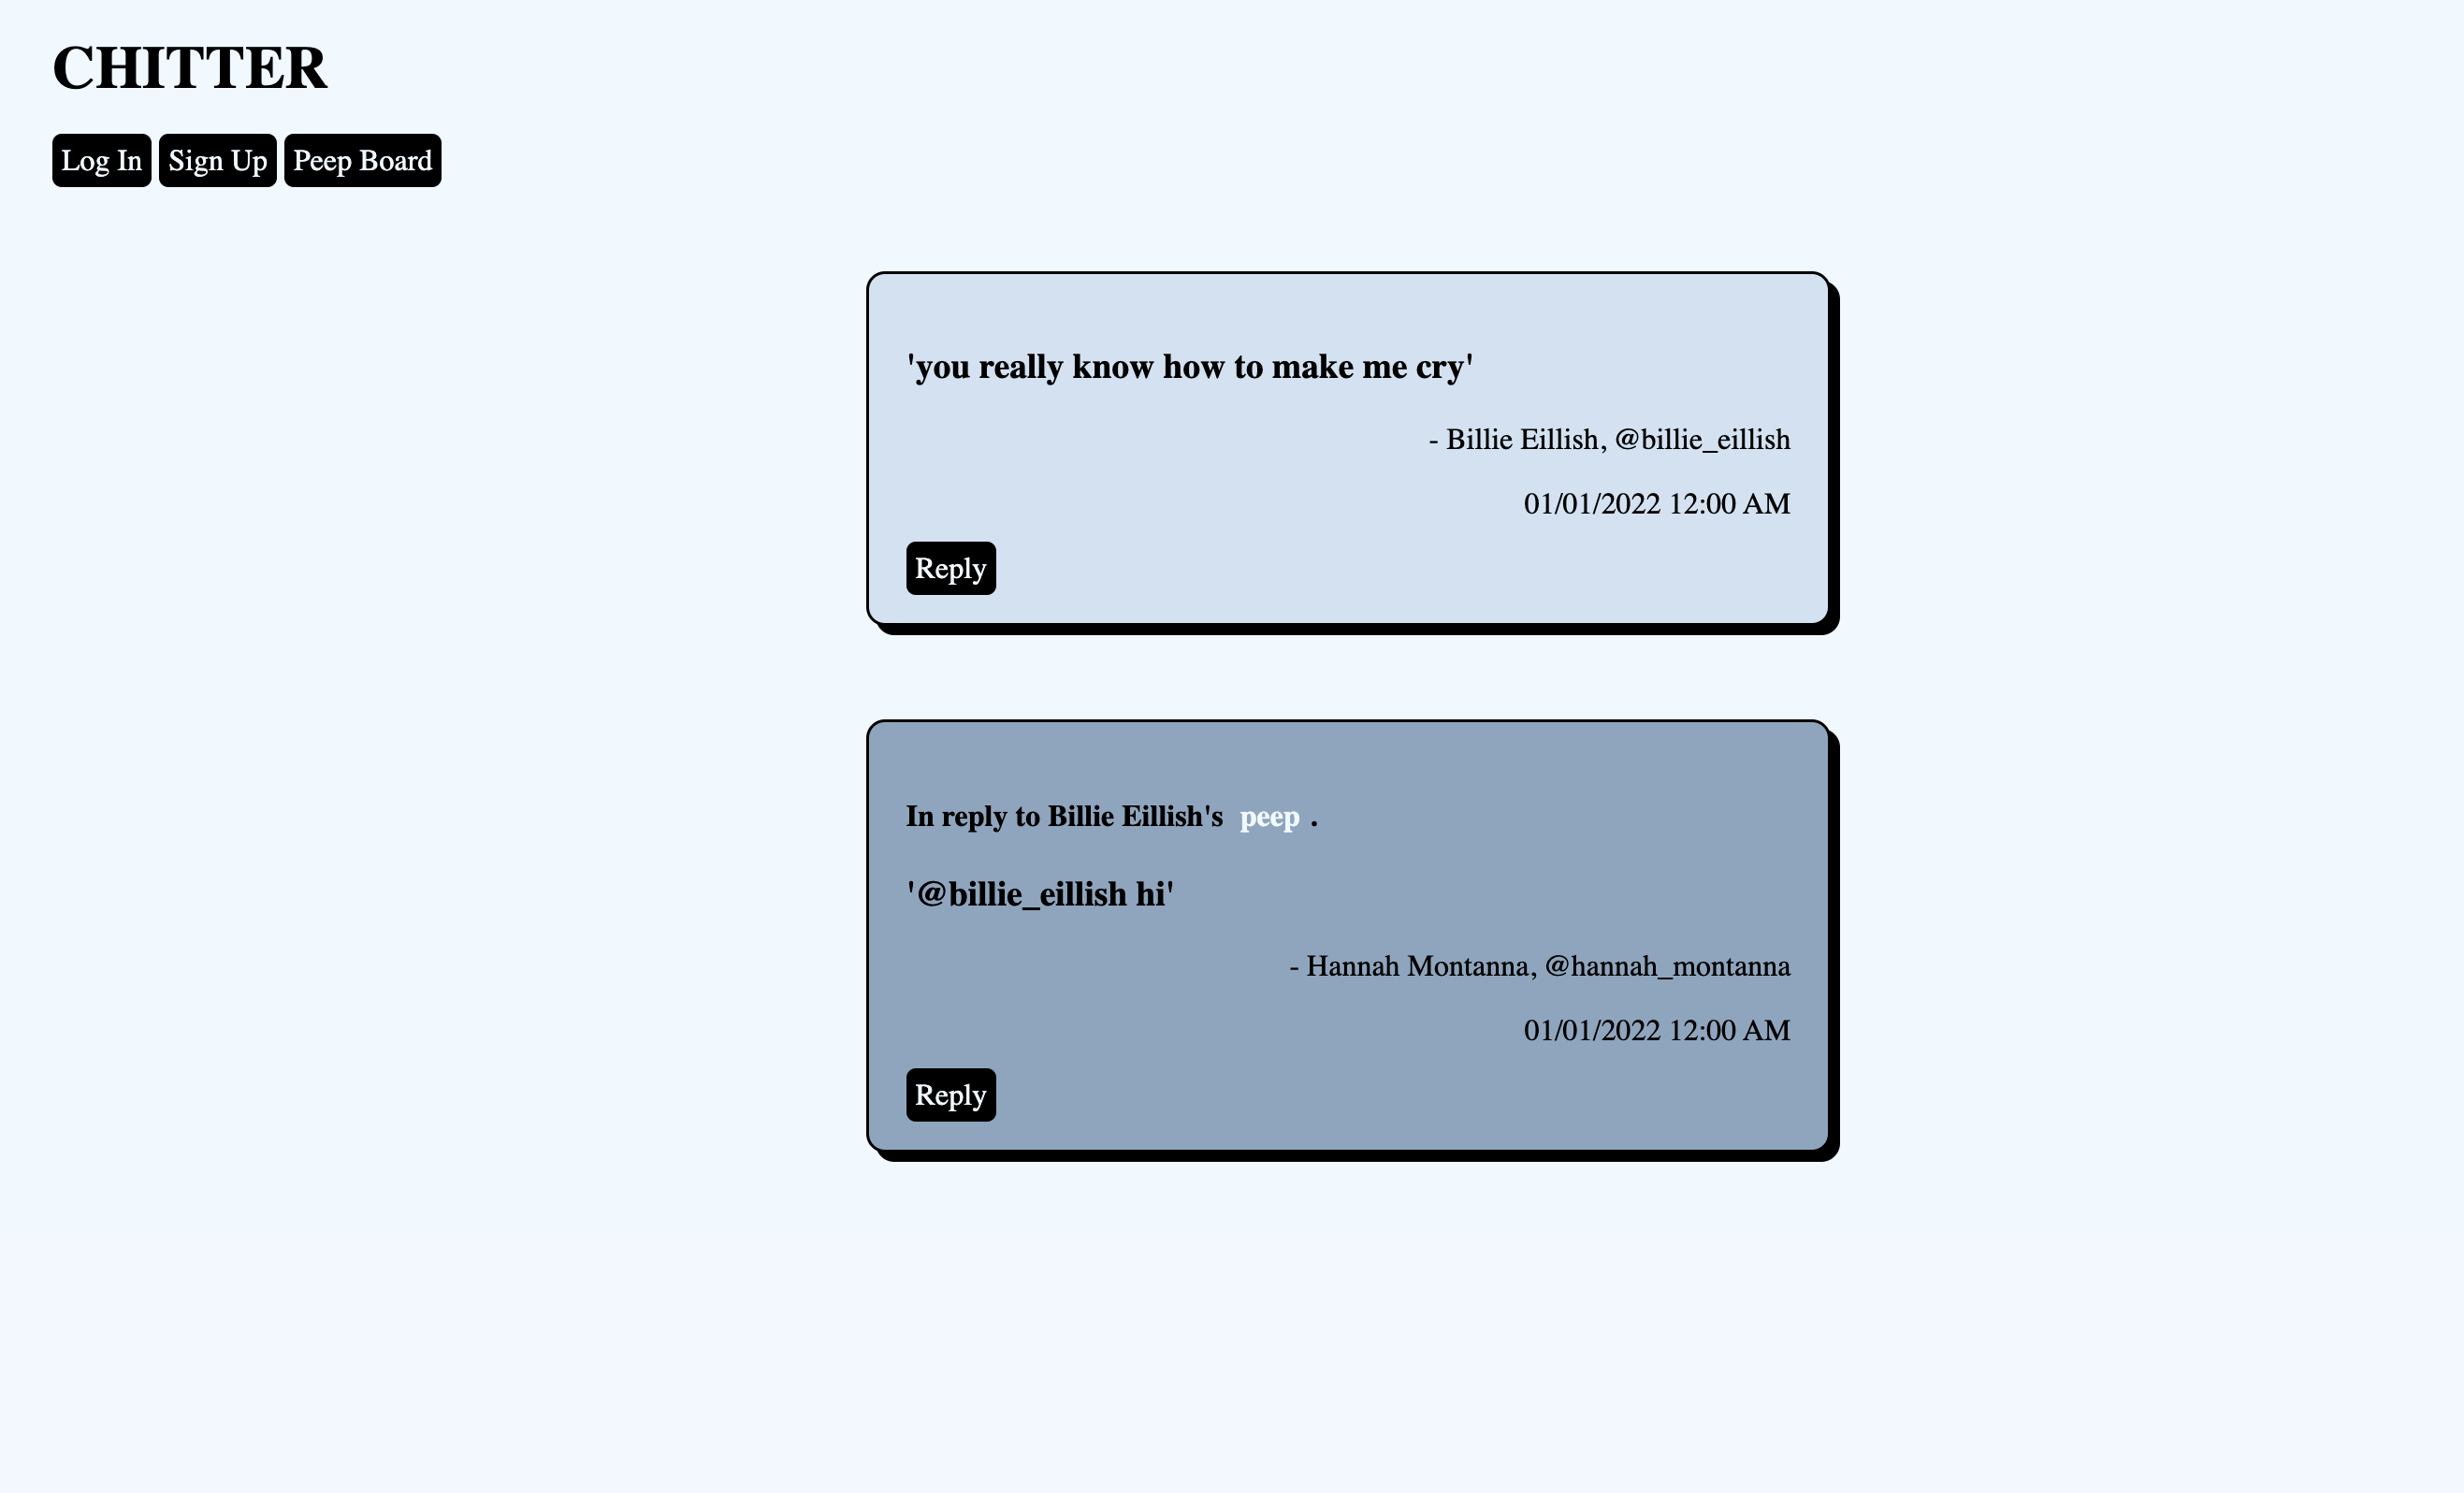 CHITTER
Log In Sign Up Peep Board
'you really know how to make me cry'
- Billie Eillish, @billie_eillish
01/01/2022 12:00 AM
Reply
In reply to Billie Eillish's peep .
'@billie_eillish hi'
- Hannah Montanna, @hannah_montanna
01/01/2022 12:00 AM
Reply